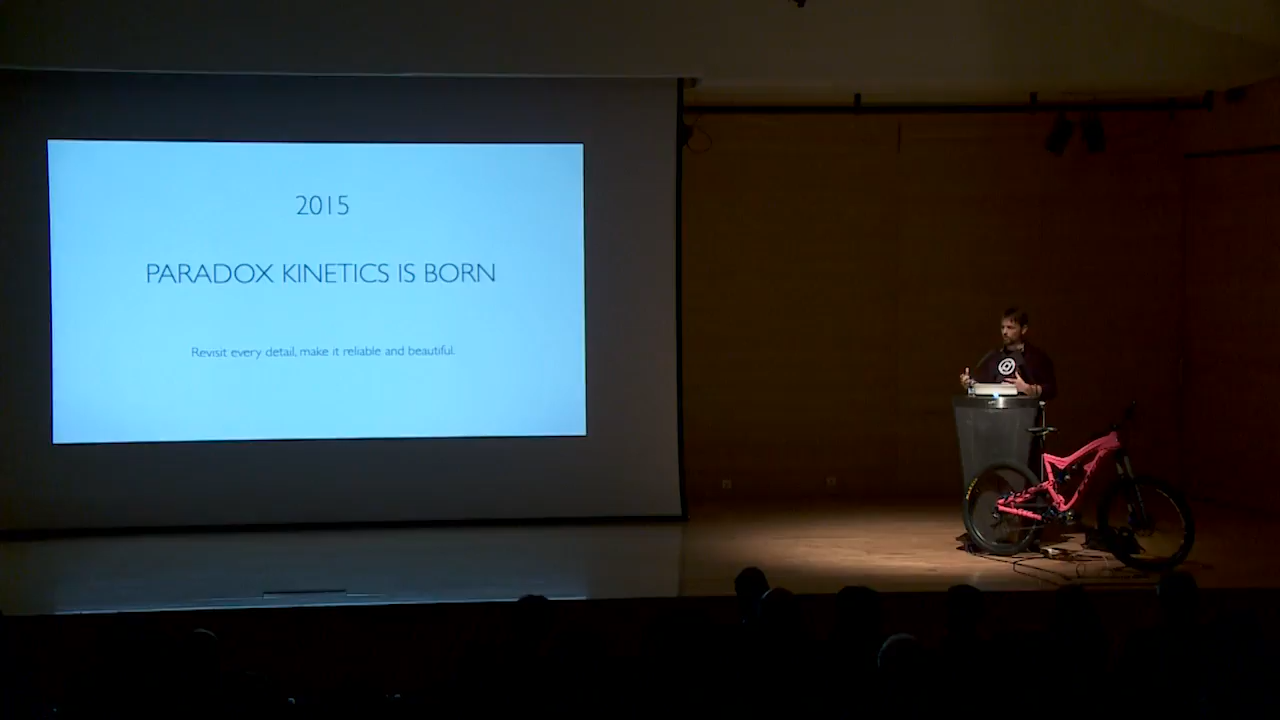 2015
PARADOX KINETICS IS BORN
Revisit every detail, make it reliable and beautiful.